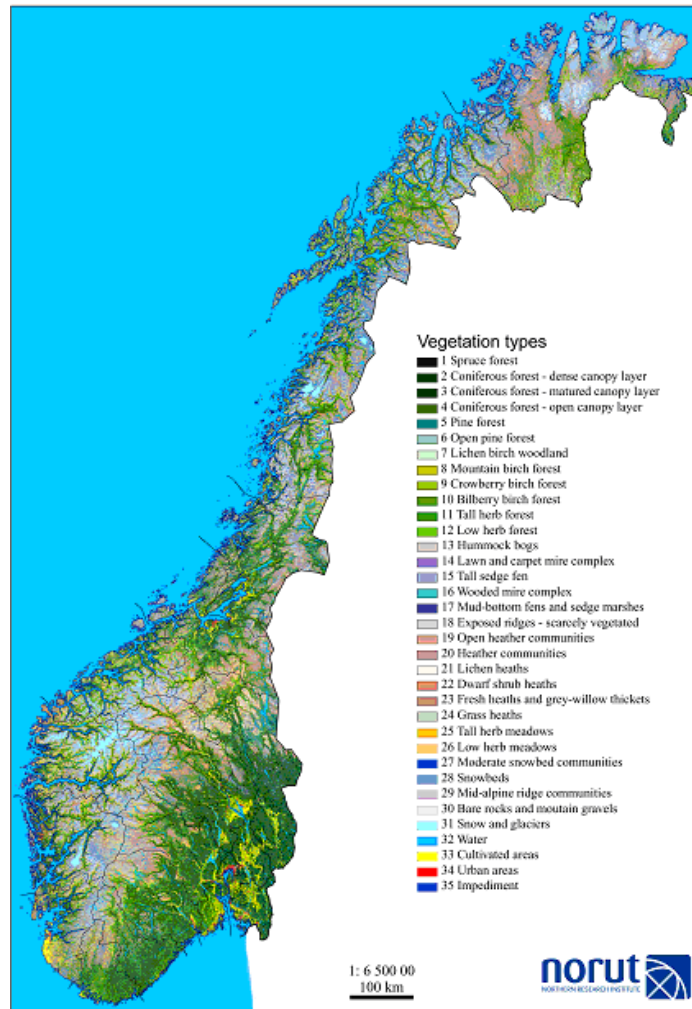 Vegetation types
1 Spruce forest
2 Coniferous forest - dense canopy layer
3 Coniferous forest - matured canopy layer
4 Coniferous forest - open canopy layer
5 Pine forest
6 Open pine forest
7 Lichen birch woodland
8 Mountain birch forest
9 Crowberry birch forest
10 Bilberry birch forest
11 Tall herb forest
12 Low herb forest
13 Hummock bogs
14 Lawn and carpet mire complex
15 Tall sedge fen
16 Wooded mire complex
17 Mud-bottom fens and sedge marshes
18 Exposed ridges - scarcely vegetated
19 Open heather communities
20 Heather communities
21 Lichen heaths
22 Dwarf shrub heaths
23 Fresh heaths and grey-willow thickets
24 Grass heaths
25 Tall herb meadows
26 Low herb meadows
27 Moderate snowbed communities
28 Snowbeds
29 Mid-alpine ridge communities
30 Bare rocks and moutain gravels
31 Snow and glaciers
32 Water
33 Cultivated areas
34 Urban areas
35 Impediment
1: 6 500 00
100 km
norut
NORTHERN RESEARCH INSTITUTE